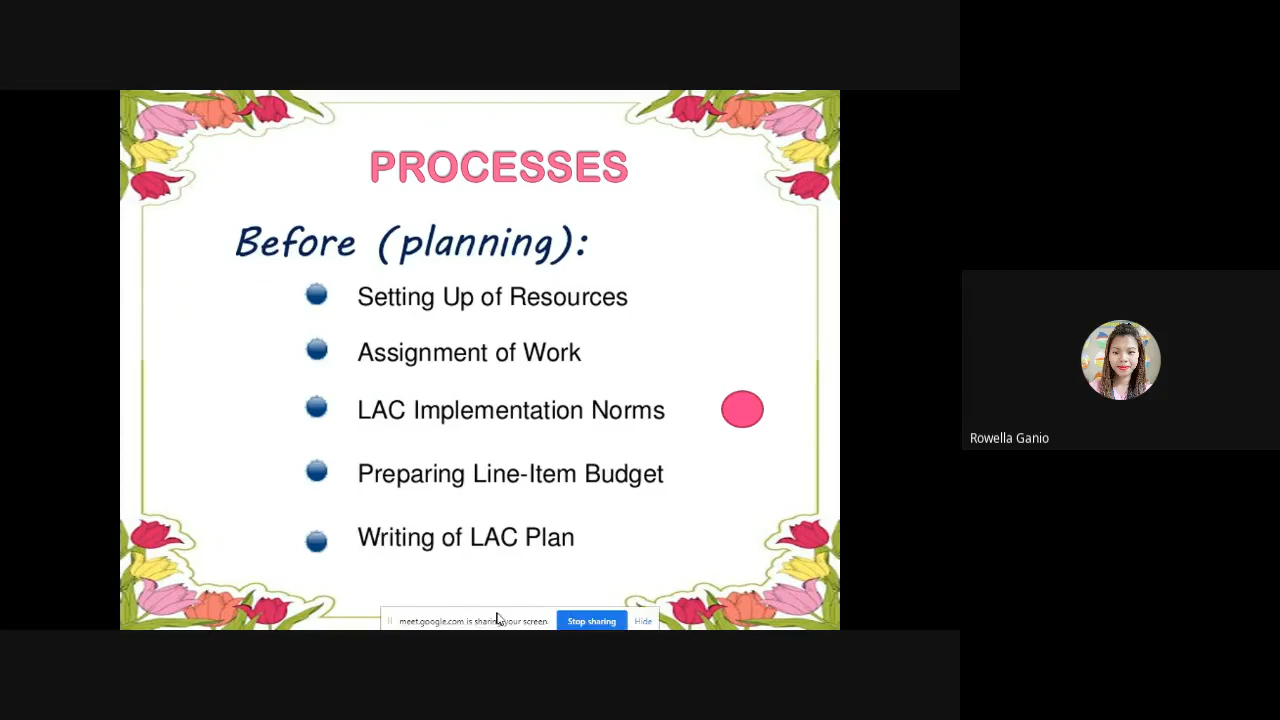 PROCESSES
Before (planning):
Setting Up of Resources
Assignment of Work
LAC Implementation Norms
Preparing Line-Item Budget
Writing of LAC Plan
meet.google.com is sharing your screen.
Stop sharing
Hide
Rowella Ganio